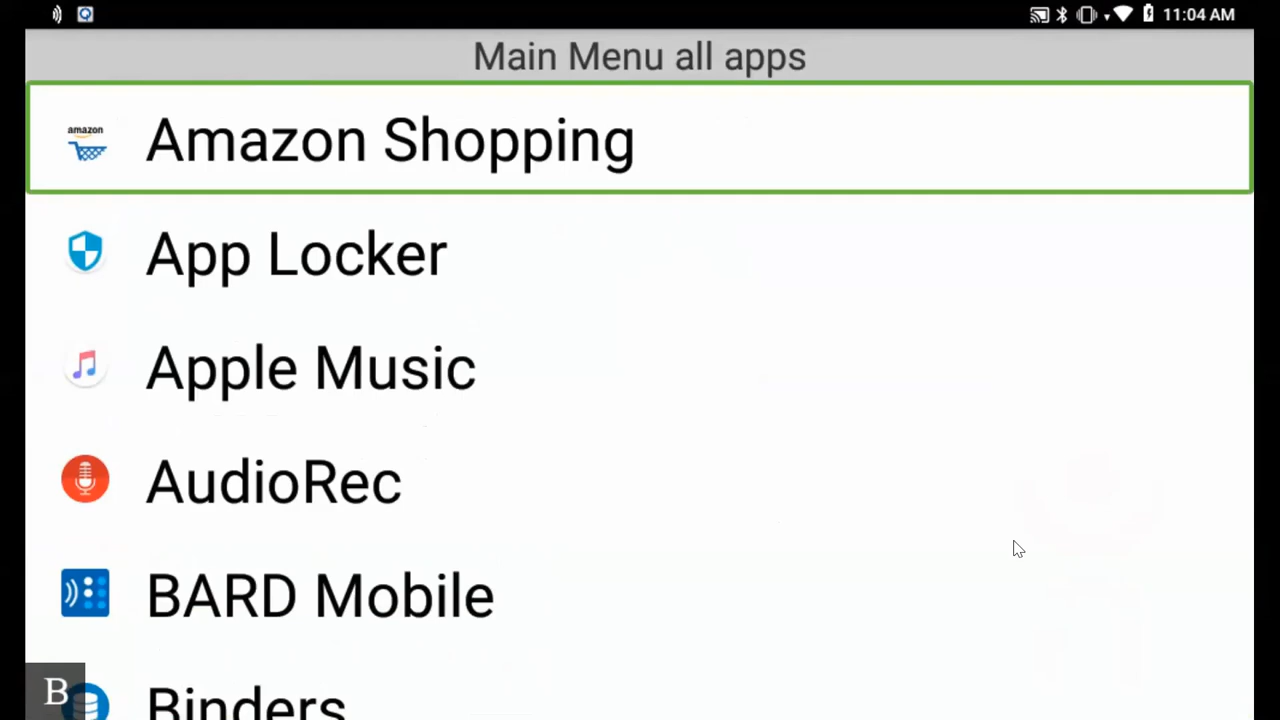 11:04 AM
Main Menu all apps
amazon
Amazon Shopping
App Locker
Apple Music
AudioRec
BARD Mobile
B
Binders